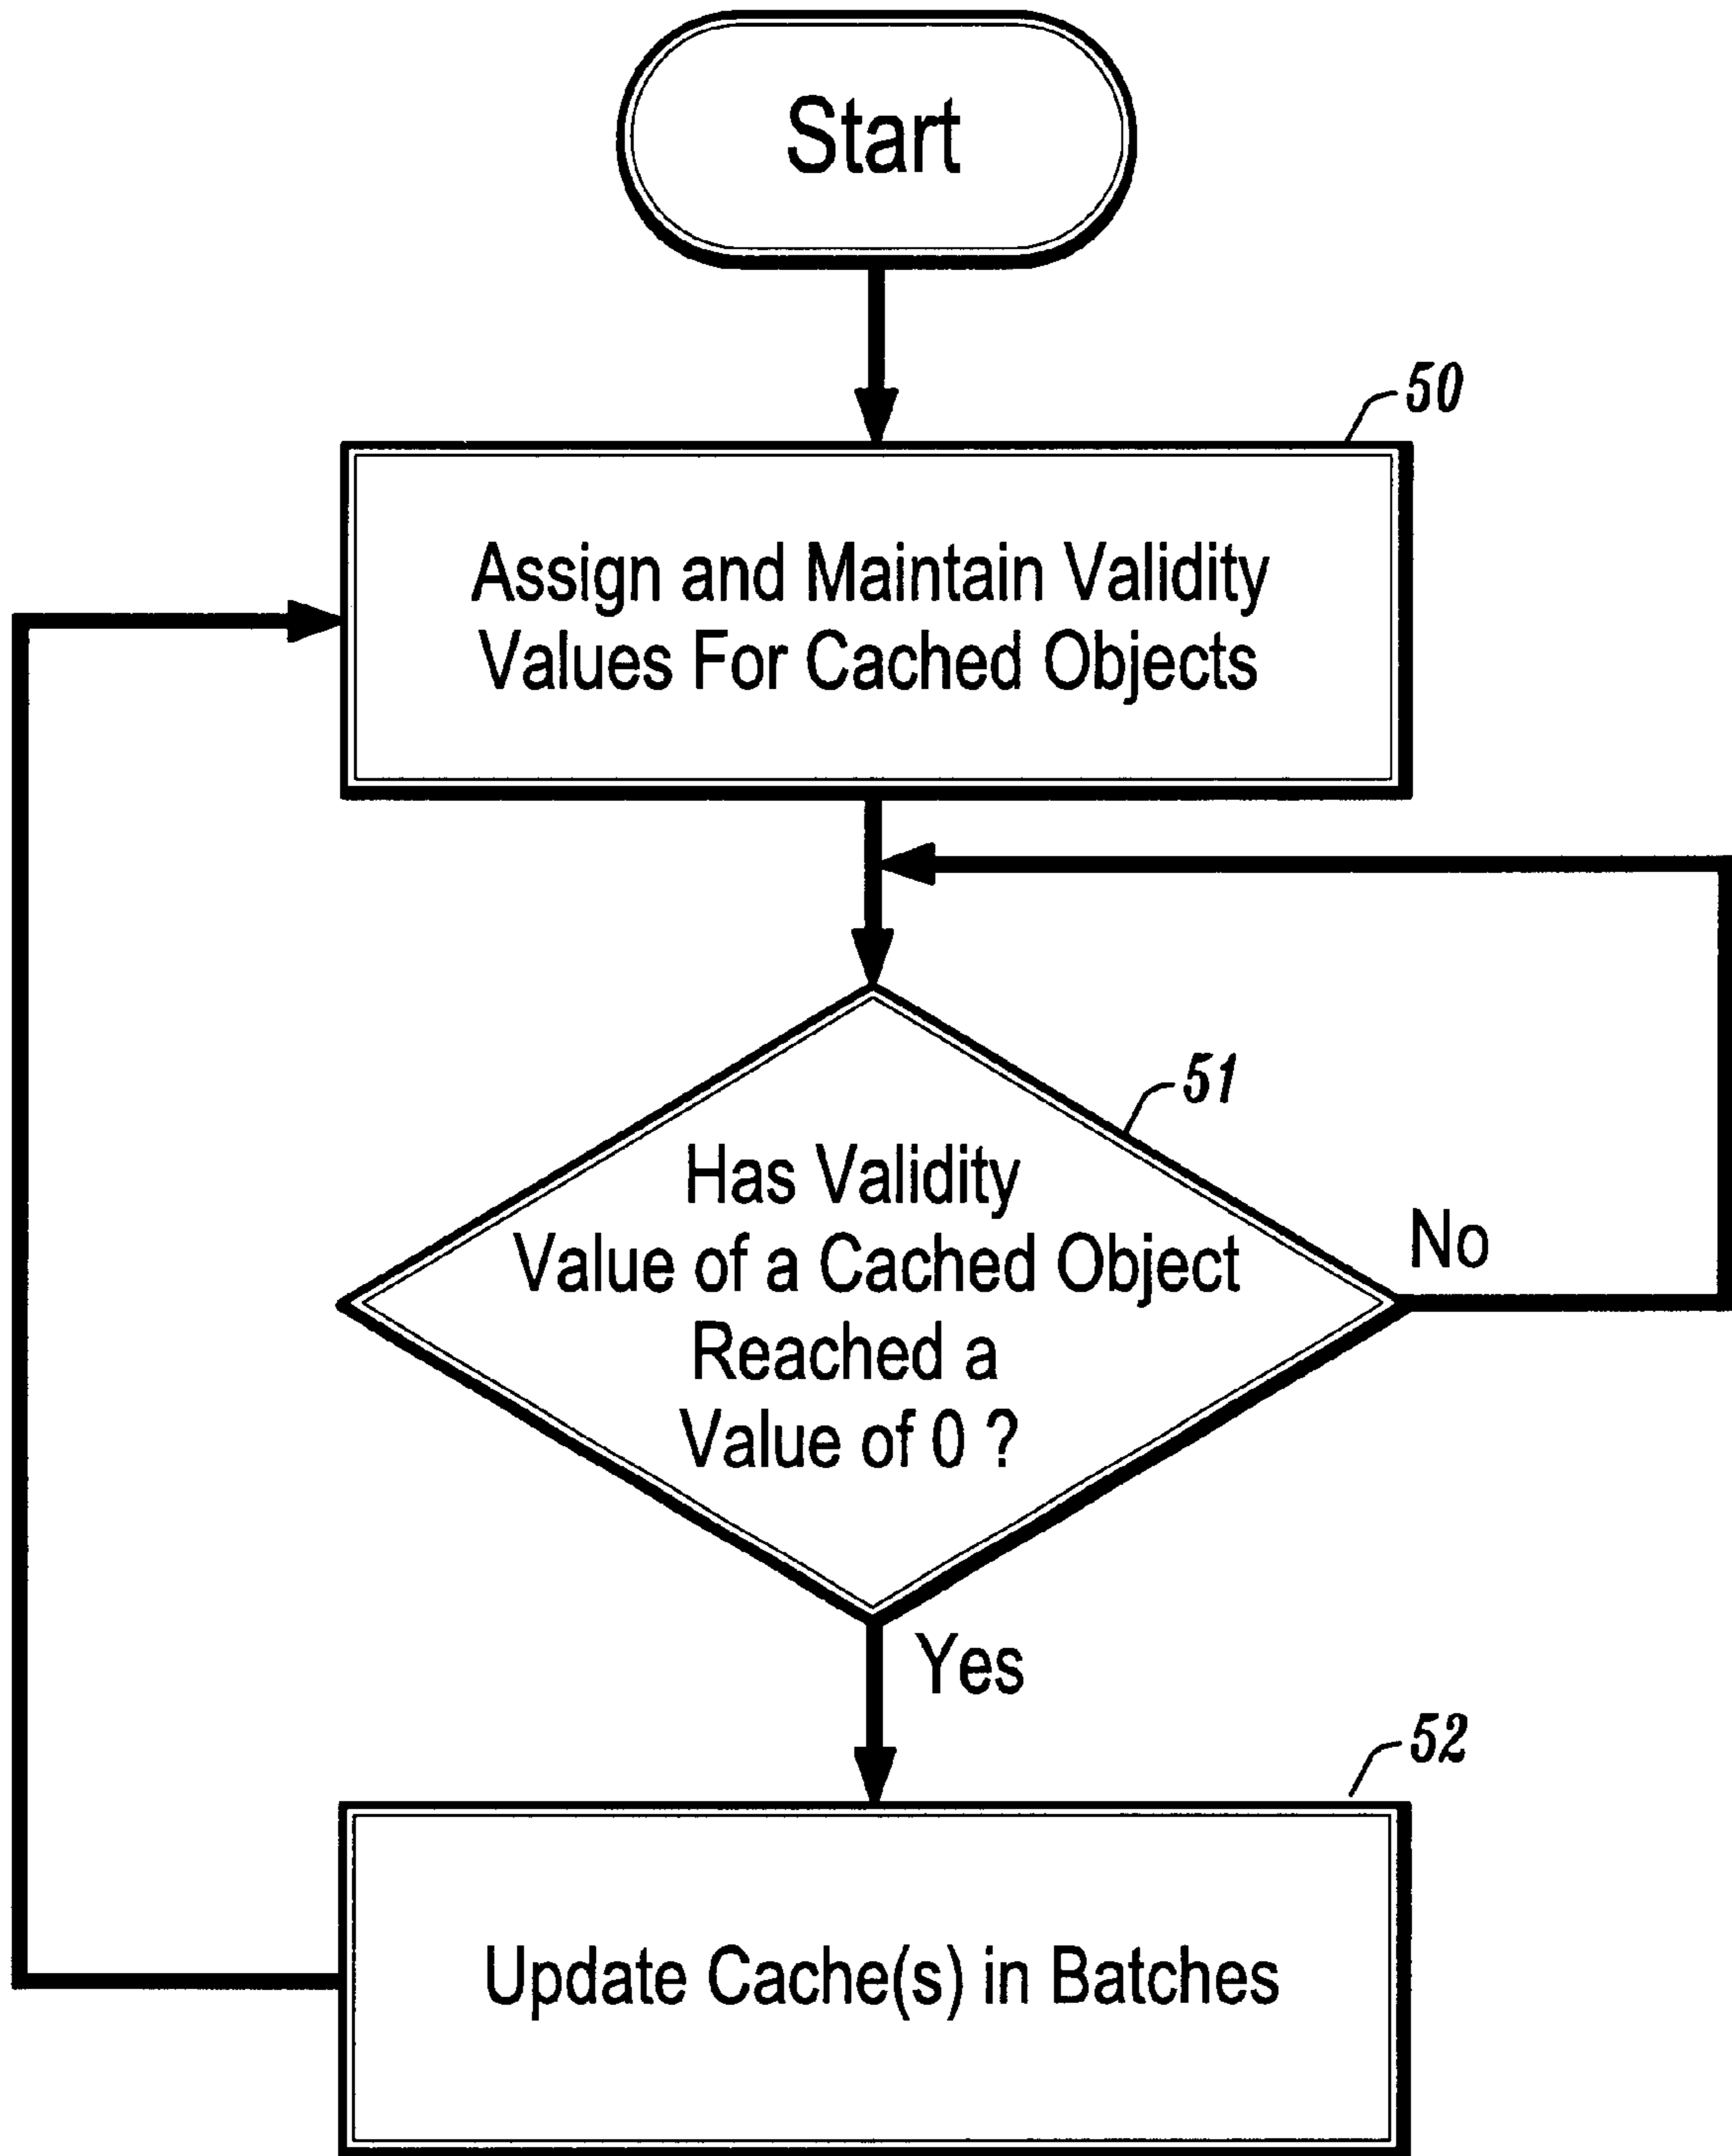 Start
50
Assign and Maintain Validity
Values For Cached Objects
51
Has Validity
Value of a Cached Object
Reached a
Value of 0 ?
No
Yes
52
Update Cache(s) in Batches